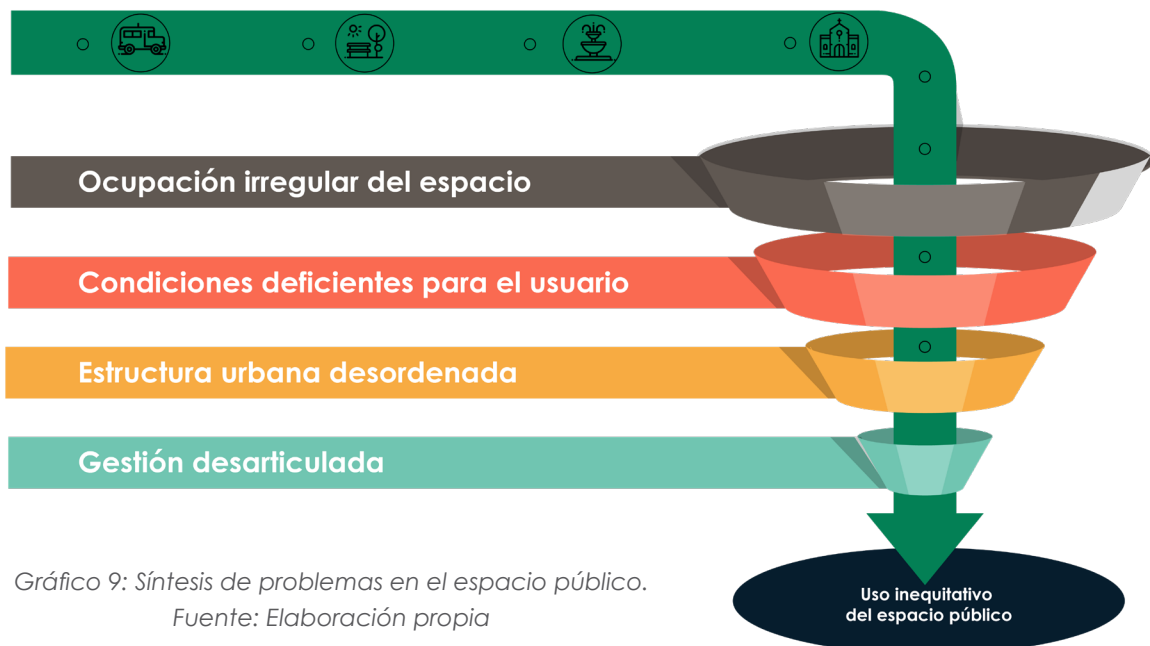 Ocupación irregular del espacio
Condiciones deficientes para el usuario
Estructura urbana desordenada
Gestión desarticulada
Gráfico 9: Síntesis de problemas en el espacio público.
Fuente: Elaboración propia
Uso inequitativo
del espacio público